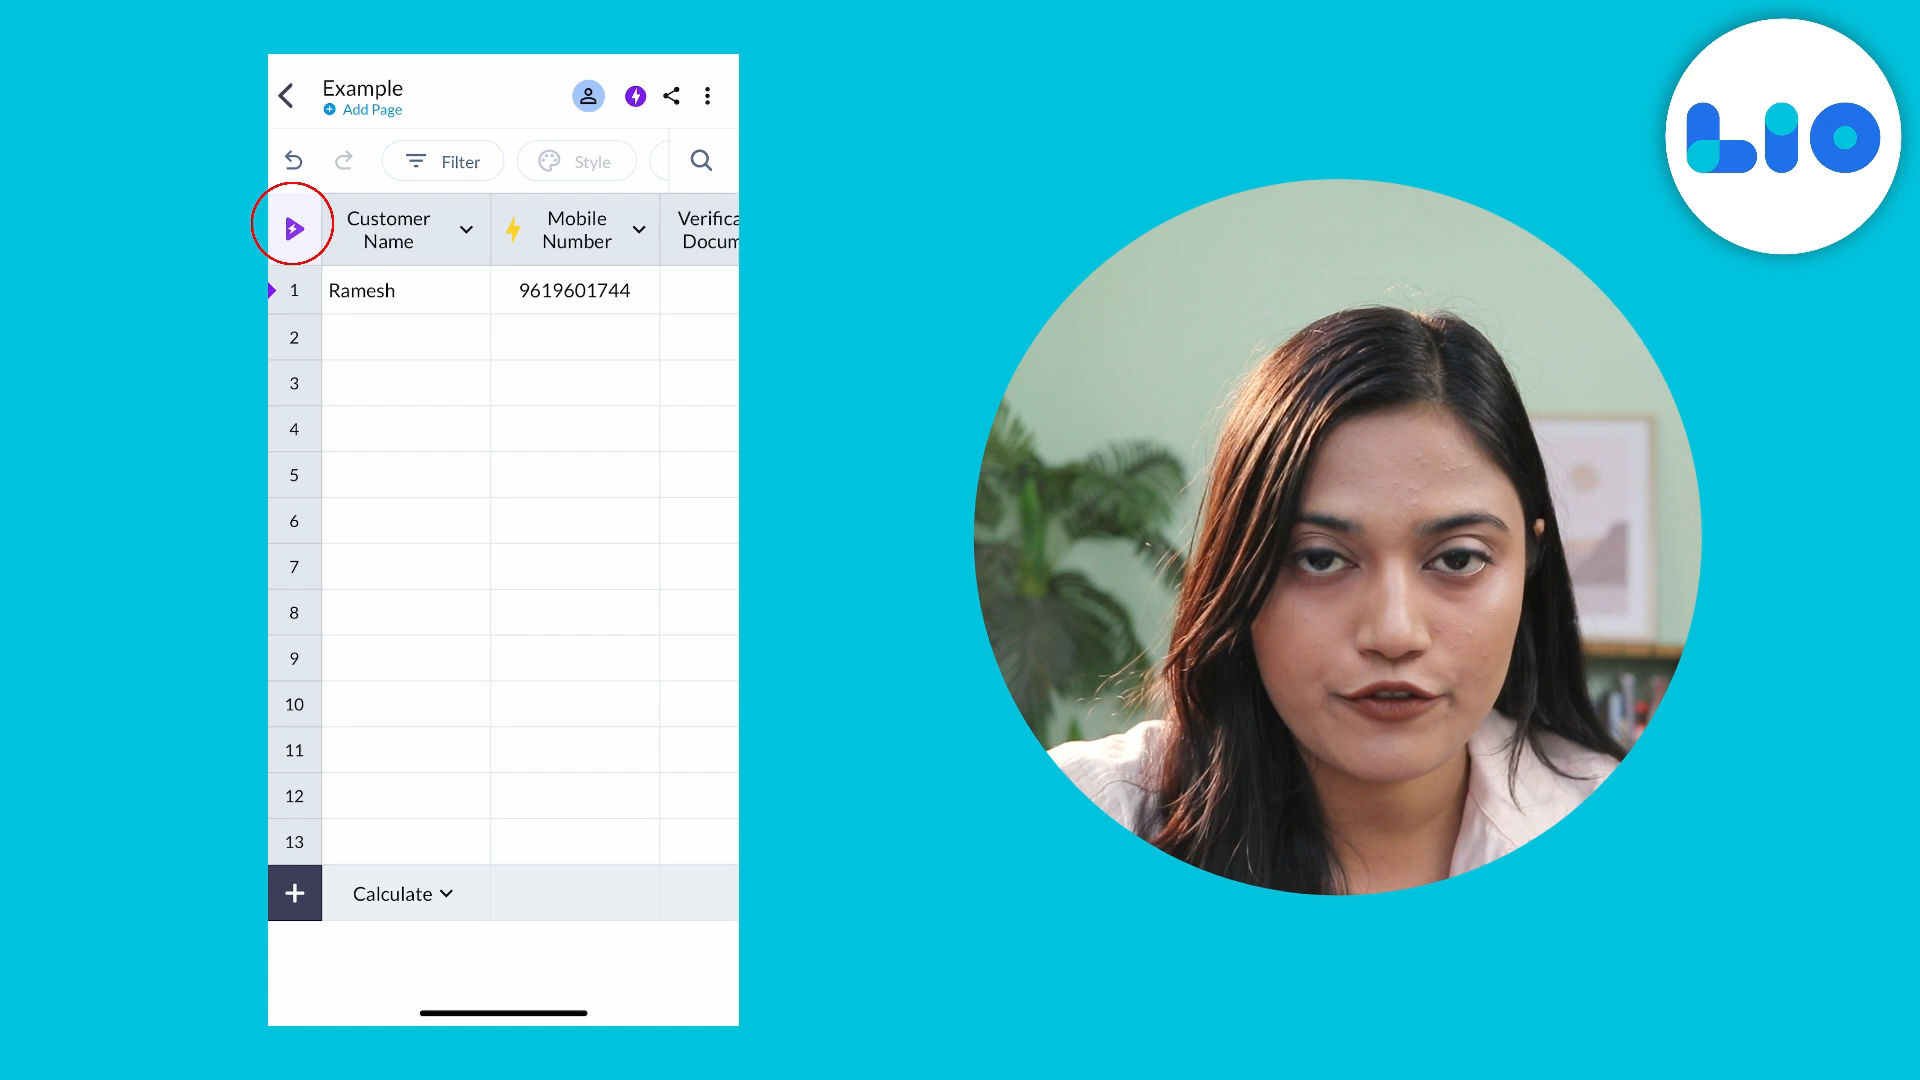 Example
Add Page
Filter
Style
Customer
Name
Mobile
Number
Verifica
Docum
1
Ramesh
9619601744
2
3
4
5
6
7
8
9
10
11
12
13
Calculate
LIO